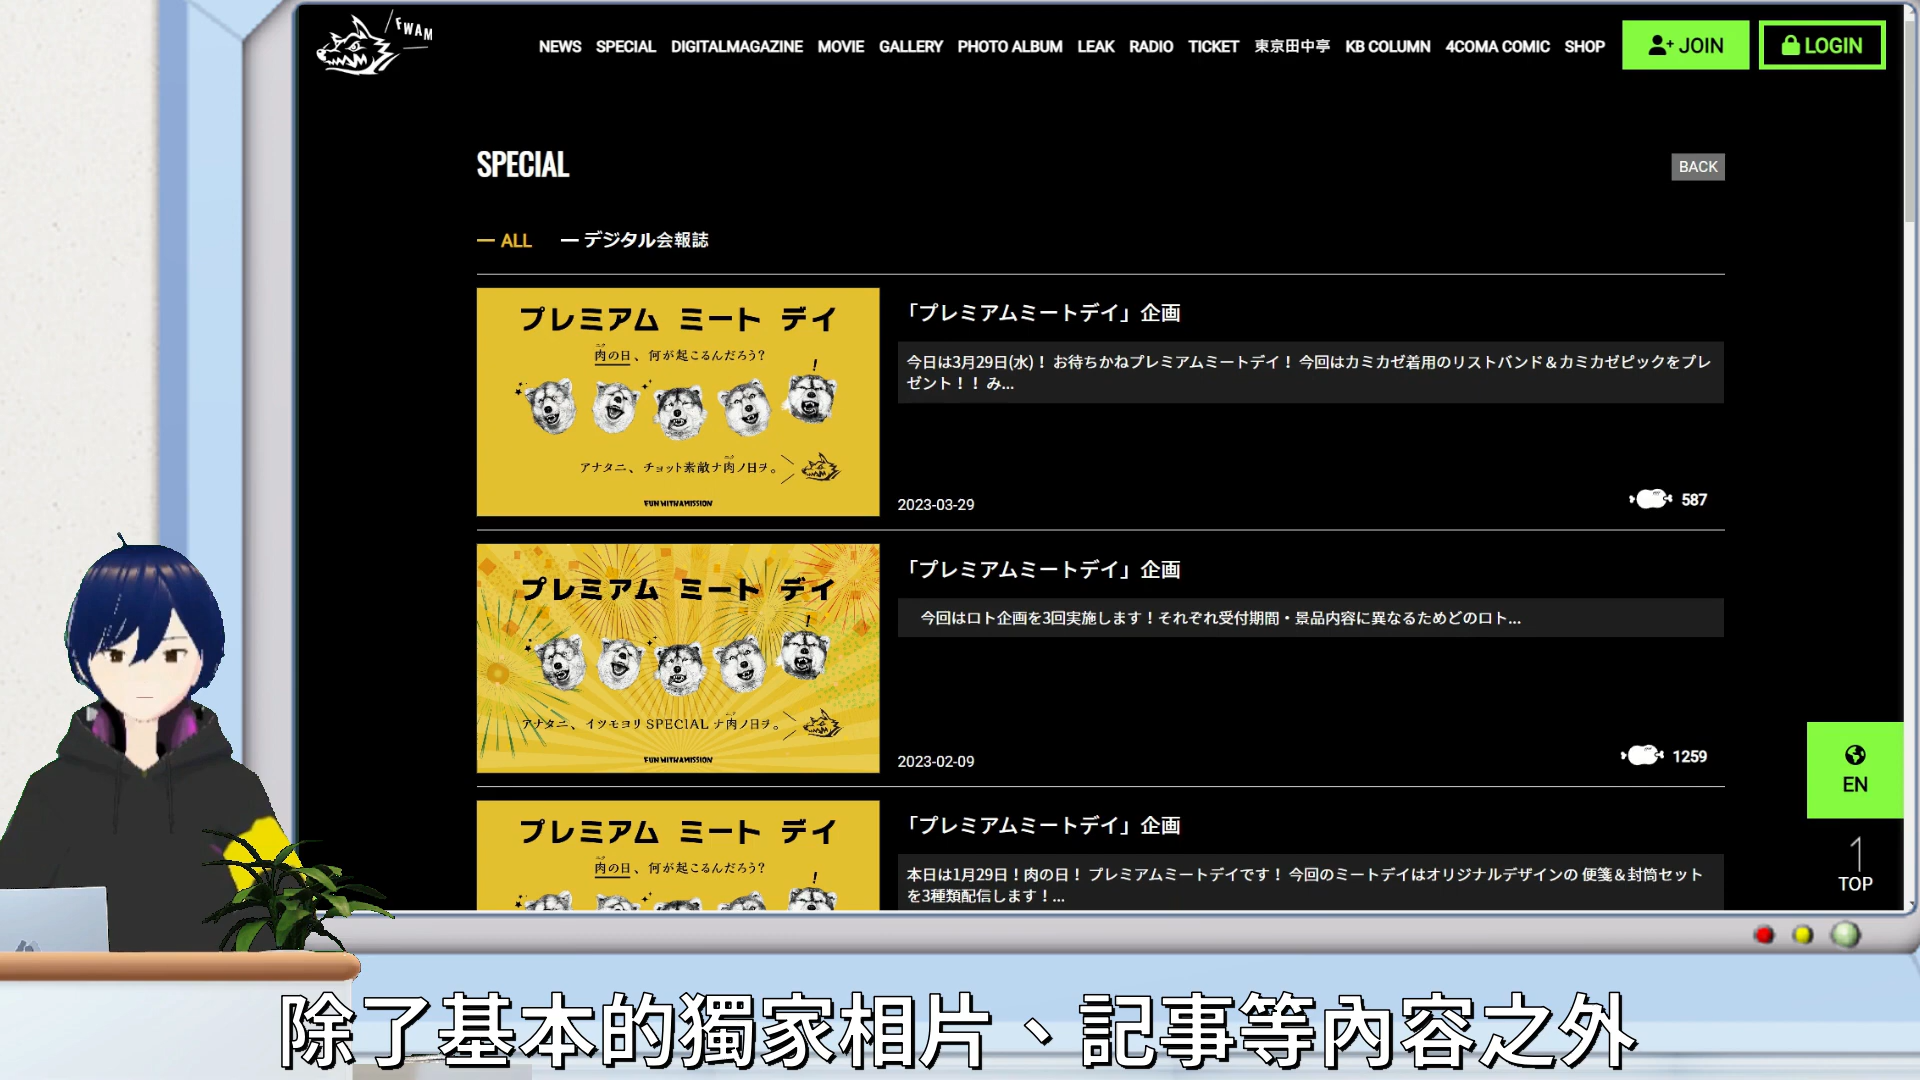 FWAM
NEWS SPECIAL DIGITALMAGAZINE MOVIE GALLERY PHOTO ALBUM LEAK RADIO TICKET 東京田中亭 KB COLUMN 4COMA COMIC SHOP JOIN LOGIN
SPECIAL
BACK
ALL デジタル会報誌
プレミアム ミート デイ
ニク
肉の日、何が起こるんだろう?
アナタニ、チョット素敵ナ肉ノ日ヲ。
FUN WITH A MISSION
「プレミアムミートデイ」企画
今日は3月29日(水)! お待ちかねプレミアムミートデイ! 今回はカミカゼ着用のリストバンド&カミカゼピックをプレ
ゼント!! み...
2023-03-29
587
プレミアム ミート デイ
アナタニ、イツモヨリSPECIALナ肉ノ日ヲ。
FUN WITH A MISSION
「プレミアムミートデイ」企画
今回はロト企画を3回実施します!それぞれ受付期間・景品内容に異なるためどのロト...
2023-02-09
1259
プレミアム ミート デイ
ニク
肉の日、何が起こるんだろう?
「プレミアムミートデイ」企画
本日は1月29日!肉の日! プレミアムミートデイです! 今回のミートデイはオリジナルデザインの 便箋&封筒セット
を3種類配信します!...
EN
TOP
除了基本的獨家相片、記事等內容之外